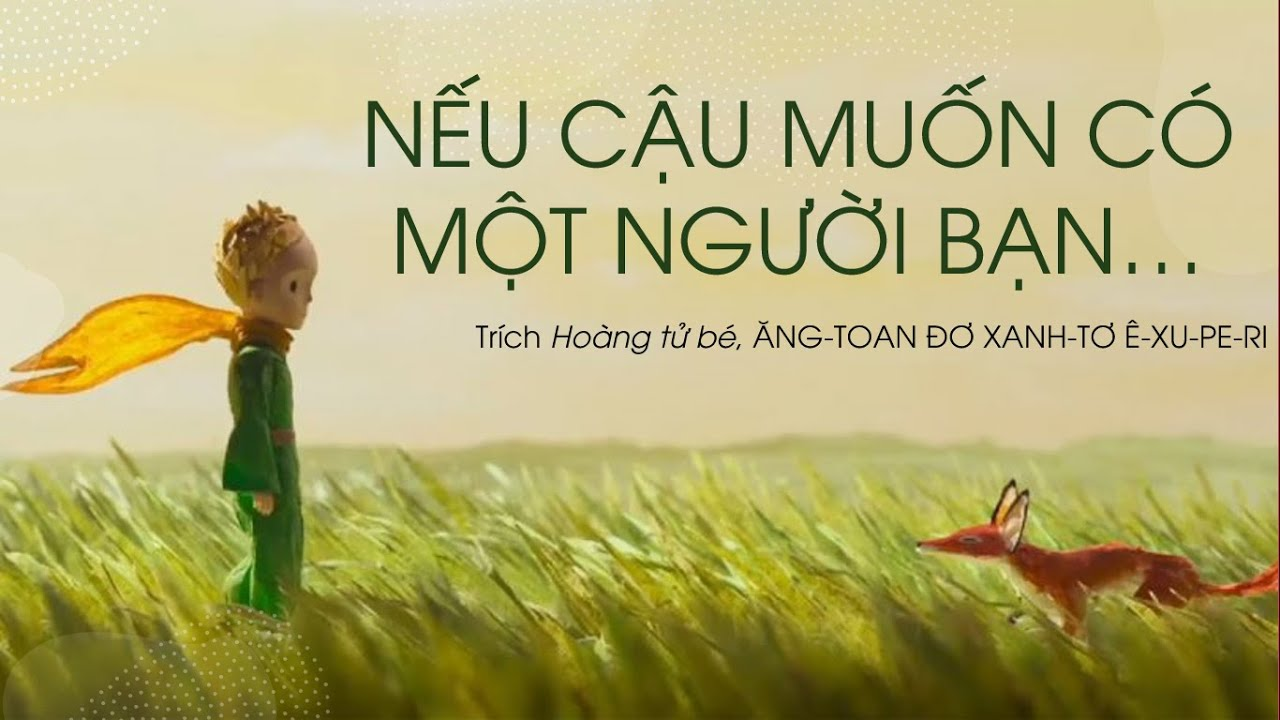 NẾU CẬU MUỐN CÓ
MỘT NGƯỜI BẠN...
Trích Hoàng tử bé, ĂNG-TOAN ĐƠ XANH-TƠ Ê-XU-PE-RI